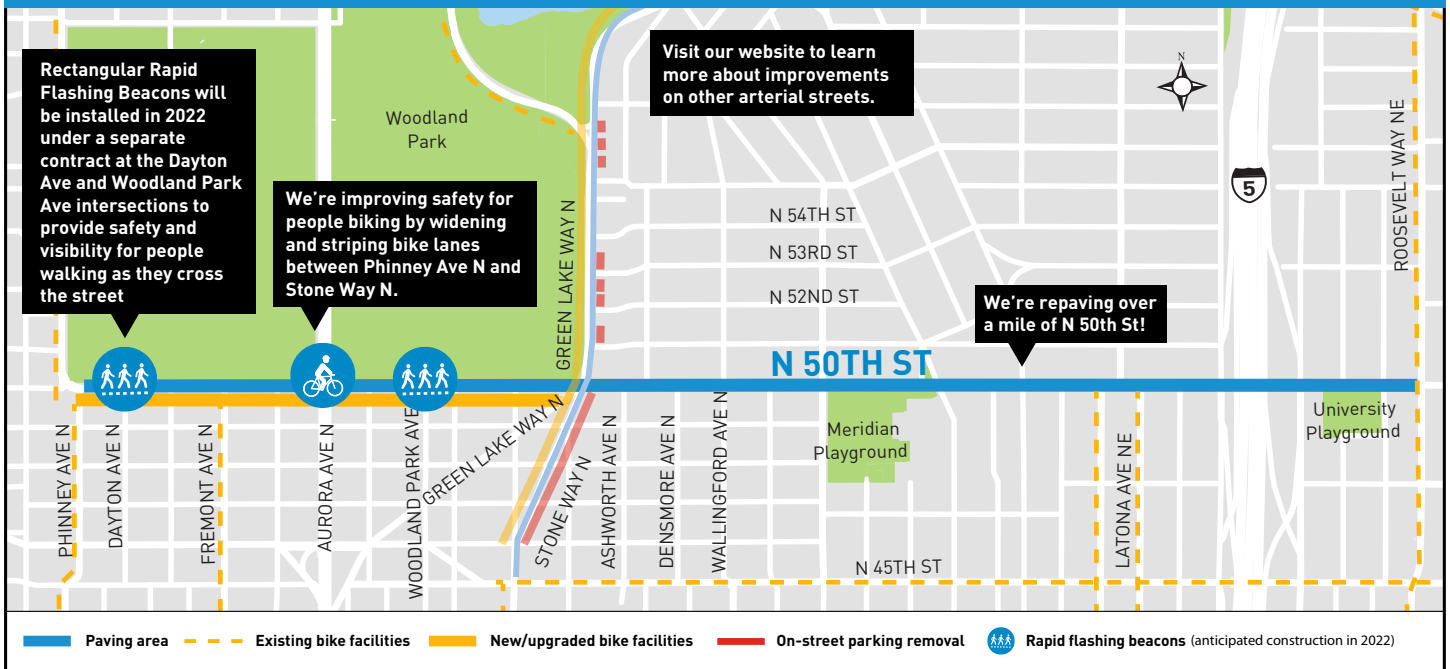 Rectangular Rapid
Flashing Beacons will
be installed in 2022
under a separate
contract at the Dayton
Ave and Woodland Park
Ave intersections to
provide safety and
visibility for people
walking as they cross
the street
We’re improving safety for
people biking by widening
and striping bike lanes
between Phinney Ave N and
Stone Way N.
Visit our website to learn
more about improvements
on other arterial streets.
We’re repaving over
a mile of N 50th St!
Woodland
Park
N
5
ROOSEVELT WAY NE
GREEN LAKE WAY N
N 54TH ST
N 53RD ST
N 52ND ST
N 50TH ST
PHINNEY AVE N
DAYTON AVE N
FREMONT AVE N
AURORA AVE N
WOODLAND PARK AVE
GREEN LAKE WAY N
STONE WAY N
ASHWORTH AVE N
DENSMORE AVE N
WALLINGFORD AVE N
Meridian
Playground
LATONA AVE NE
University
Playground
N 45TH ST
Paving area
Existing bike facilities
New/upgraded bike facilities
On-street parking removal
Rapid flashing beacons (anticipated construction in 2022)